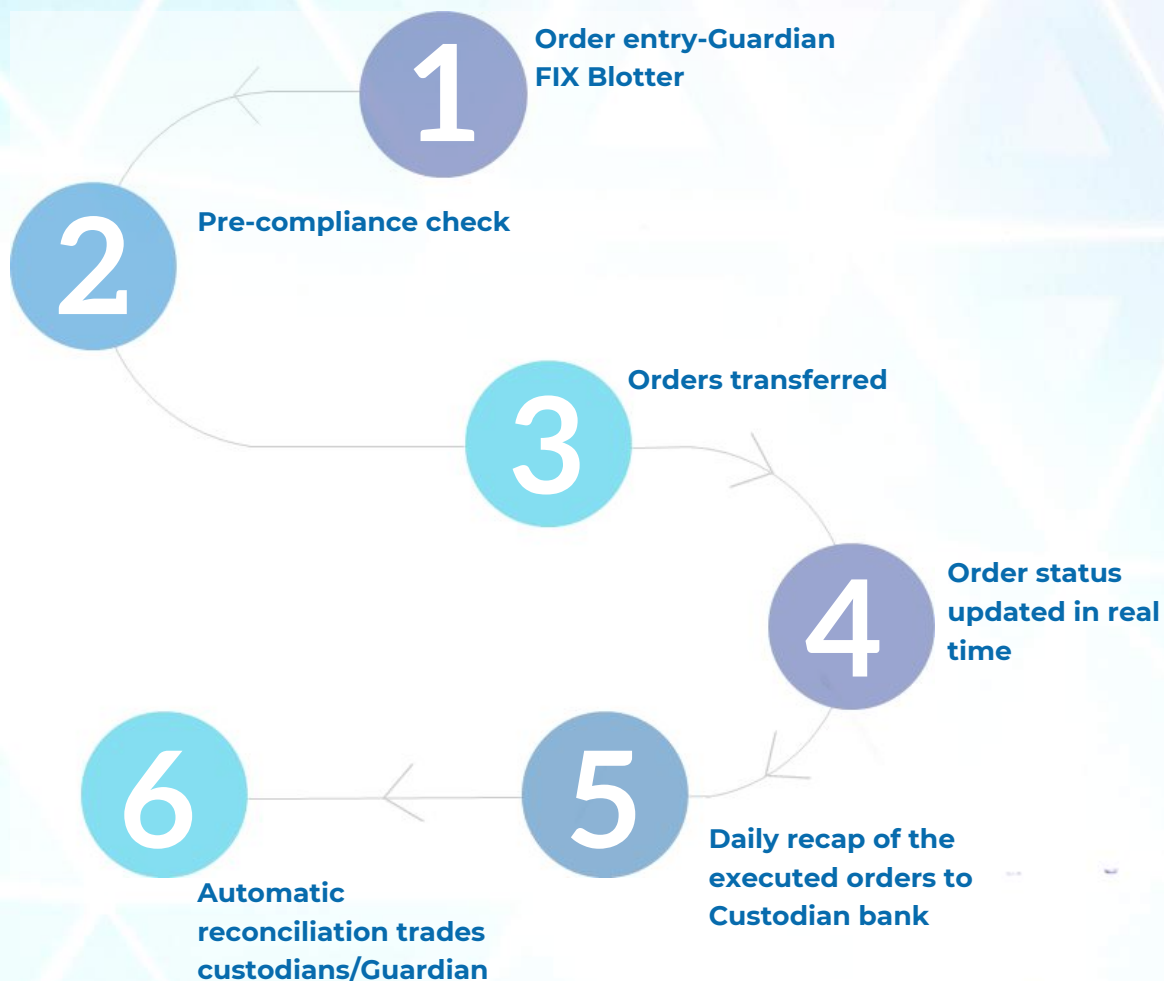 1
Order entry-Guardian
FIX Blotter
2
Pre-compliance check
3
Orders transferred
4
Order status
updated in real
time
5
Daily recap of the
executed orders to
Custodian bank
6
Automatic
reconciliation trades
custodians/Guardian